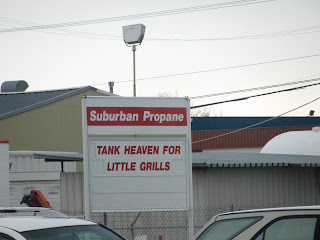 Suburban Propane
TANK HEAVEN FOR
LITTLE GRILLS